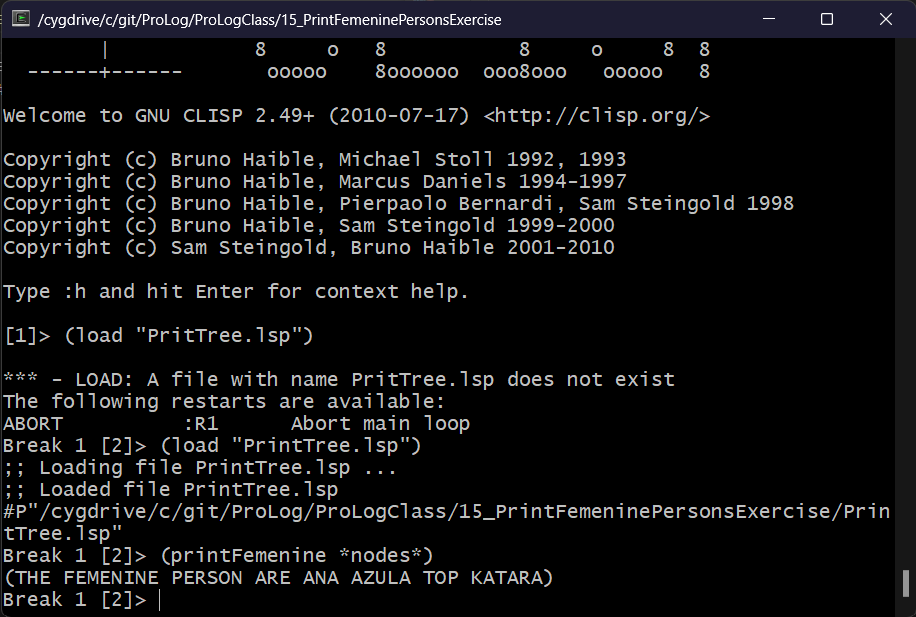 /cygdrive/c/git/ProLog/ProLogClass/15_PrintFemeninePersonsExercise
      |            8     o   8           8     o     8  8
------+------       ooooo    8oooooo  ooo8ooo   ooooo   8
Welcome to GNU CLISP 2.49+ (2010-07-17) <http://clisp.org/>
Copyright (c) Bruno Haible, Michael Stoll 1992, 1993
Copyright (c) Bruno Haible, Marcus Daniels 1994-1997
Copyright (c) Bruno Haible, Pierpaolo Bernardi, Sam Steingold 1998
Copyright (c) Bruno Haible, Sam Steingold 1999-2000
Copyright (c) Sam Steingold, Bruno Haible 2001-2010
Type :h and hit Enter for context help.
[1]> (load "PritTree.lsp")
*** - LOAD: A file with name PritTree.lsp does not exist
The following restarts are available:
ABORT          :R1      Abort main loop
Break 1 [2]> (load "PrintTree.lsp")
;; Loading file PrintTree.lsp ...
;; Loaded file PrintTree.lsp
#P"/cygdrive/c/git/ProLog/ProLogClass/15_PrintFemeninePersonsExercise/Prin
tTree.lsp"
Break 1 [2]> (printFemenine *nodes*)
(THE FEMENINE PERSON ARE ANA AZULA TOP KATARA)
Break 1 [2]>